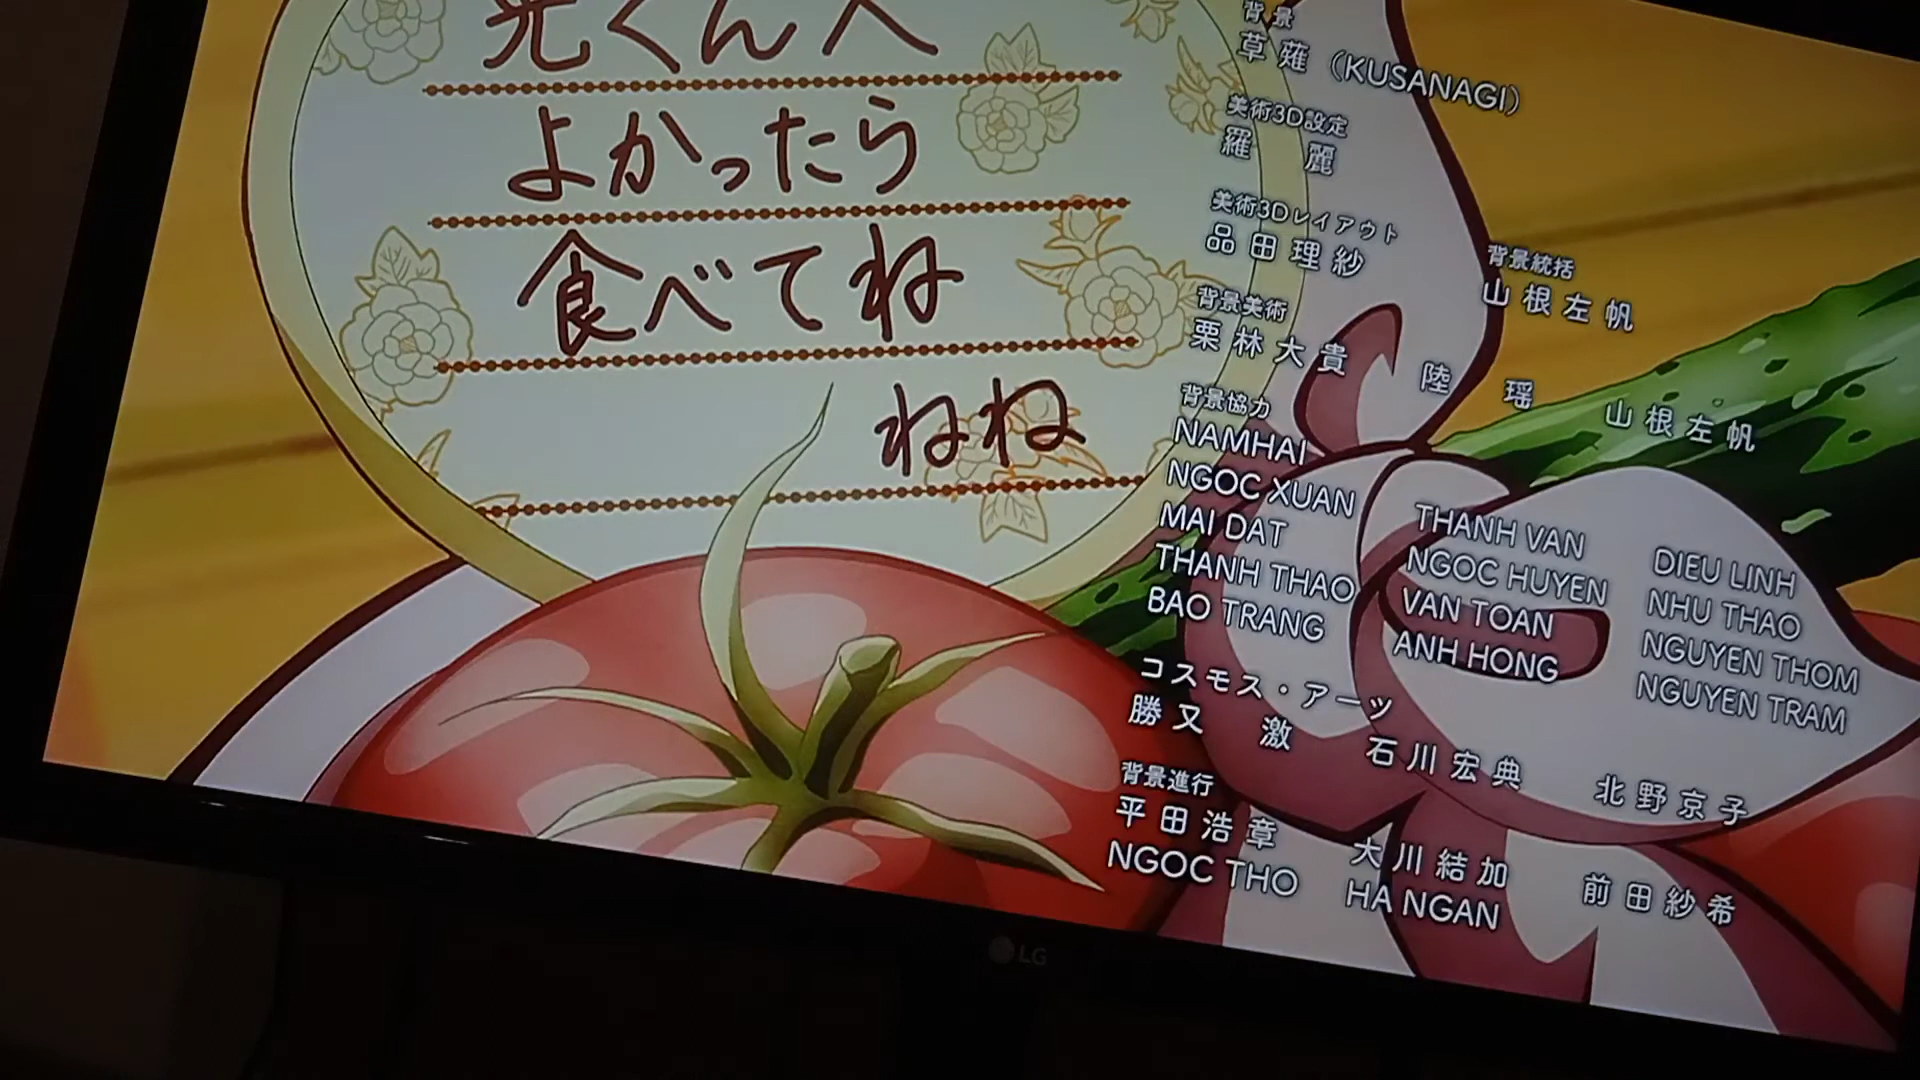 光くんへ
よかったら
食べてね
ねね
背景
草薙（KUSANAGI）
美術3D設定
羅 麗
美術3Dレイアウト
品田理紗
背景統括
山根左帆
背景美術
栗林大貴 陸 瑶 山根左帆
背景協力
NAMHAI
NGOC XUAN THANH VAN DIEU LINH
MAI DAT NGOC HUYEN NHU THAO
THANH THAO VAN TOAN NGUYEN THOM
BAO TRANG ANH HONG NGUYEN TRAM
コスモス・アーツ
勝又 激 石川宏典 北野京子
背景進行
平田浩章 大川結加 前田紗希
NGOC THO HA NGAN
LG